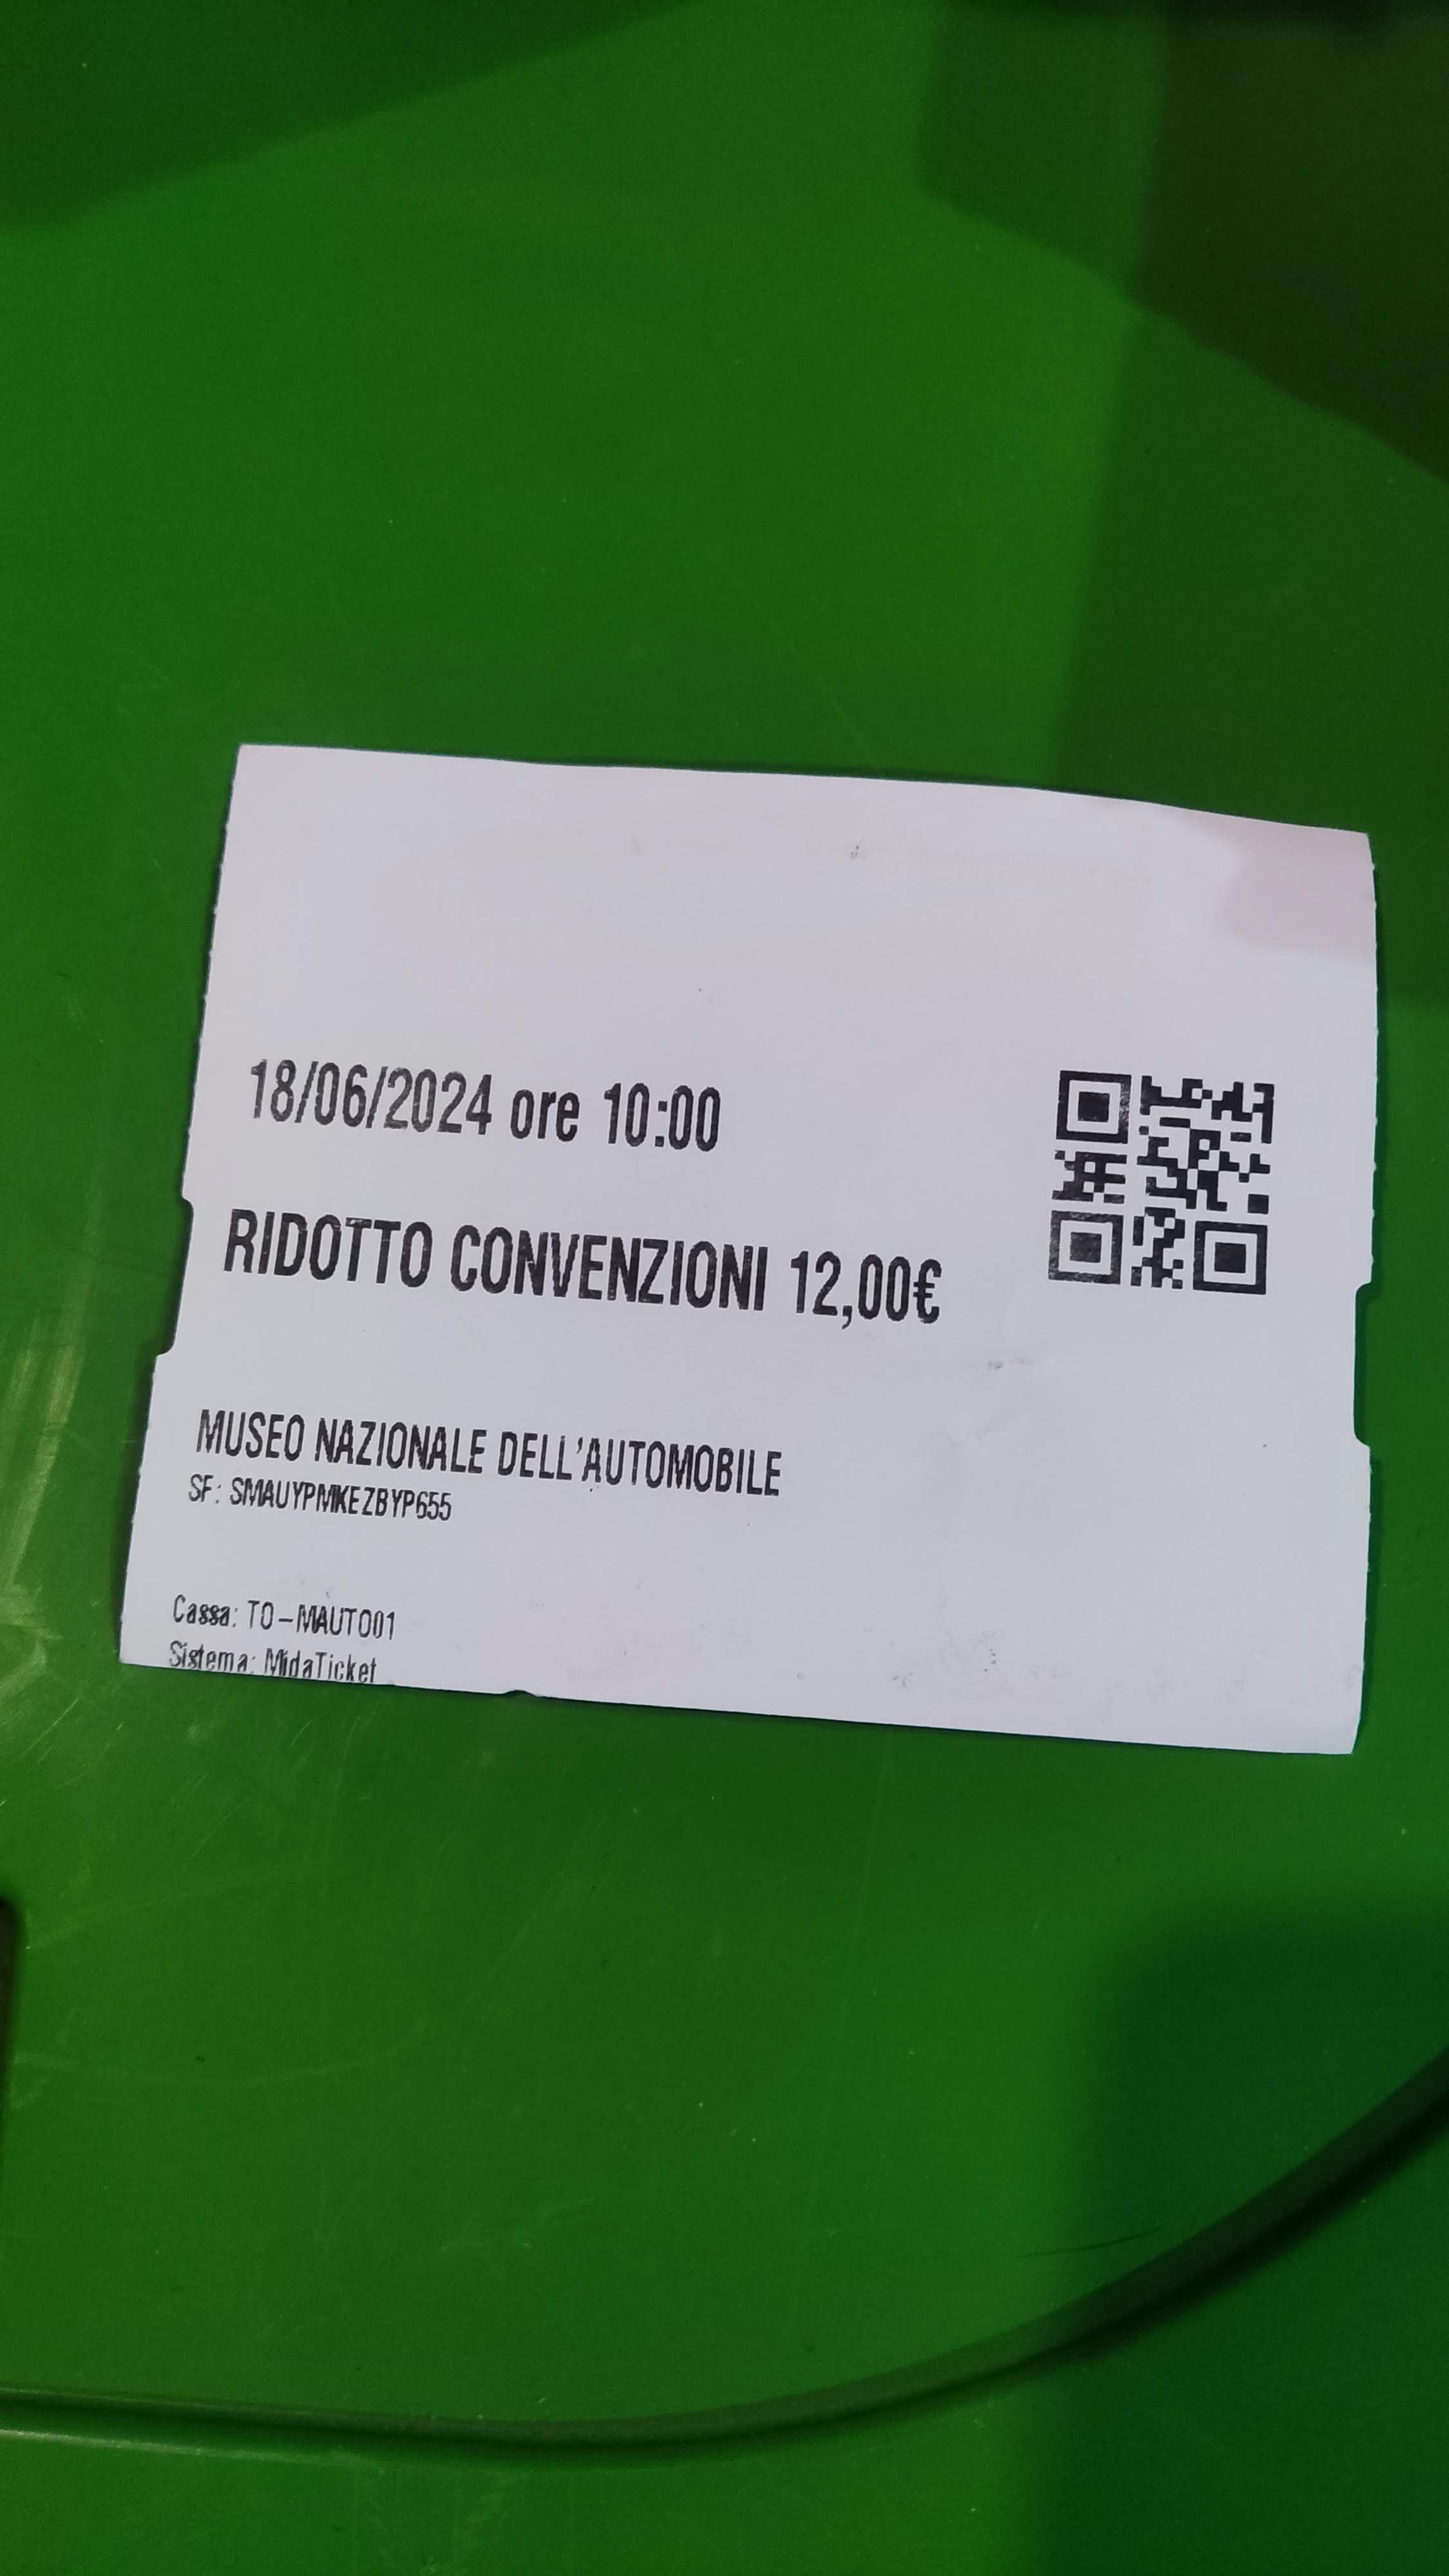 18/06/2024 ore 10:00
RIDOTTO CONVENZIONI 12,00€
MUSEO NAZIONALE DELL'AUTOMOBILE
SF: SMAUYPMKEZBYP655
Cassa: TO-MAUTO01
Sistema: MidaTicket